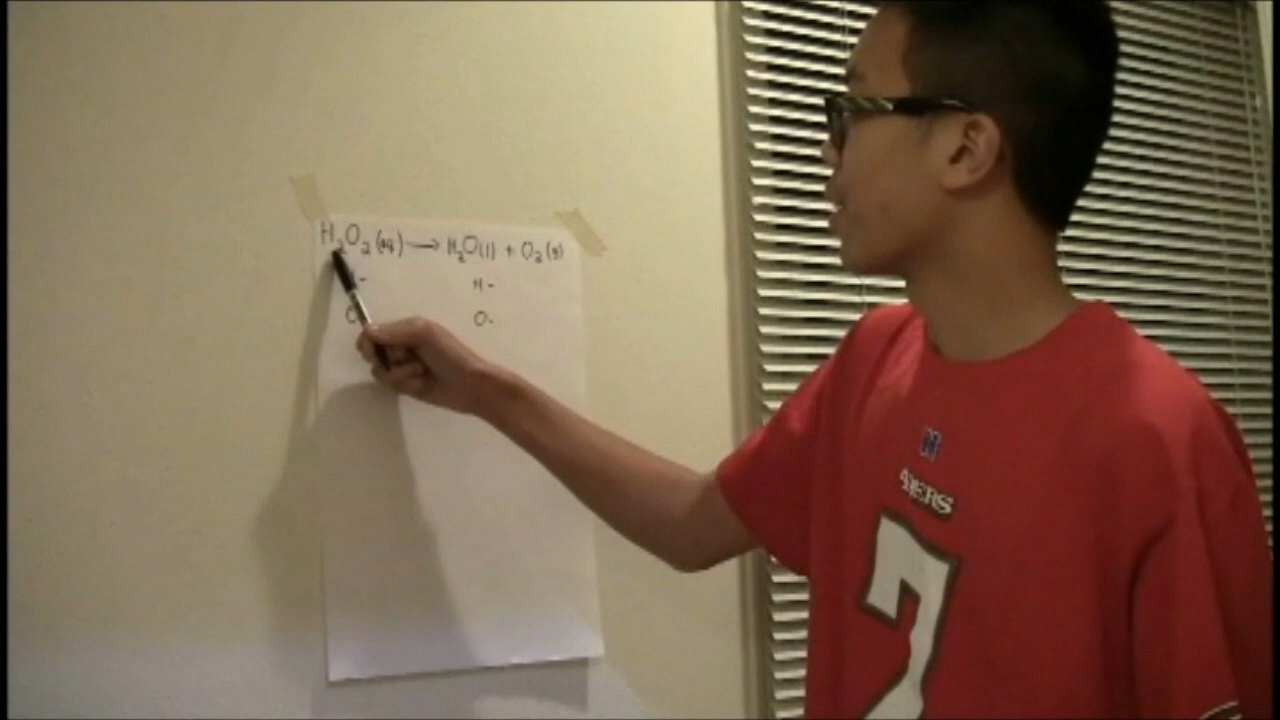 H₂O₂(aq) → H₂O(l) + O₂(g)
- H -
O O.
49ERS
7